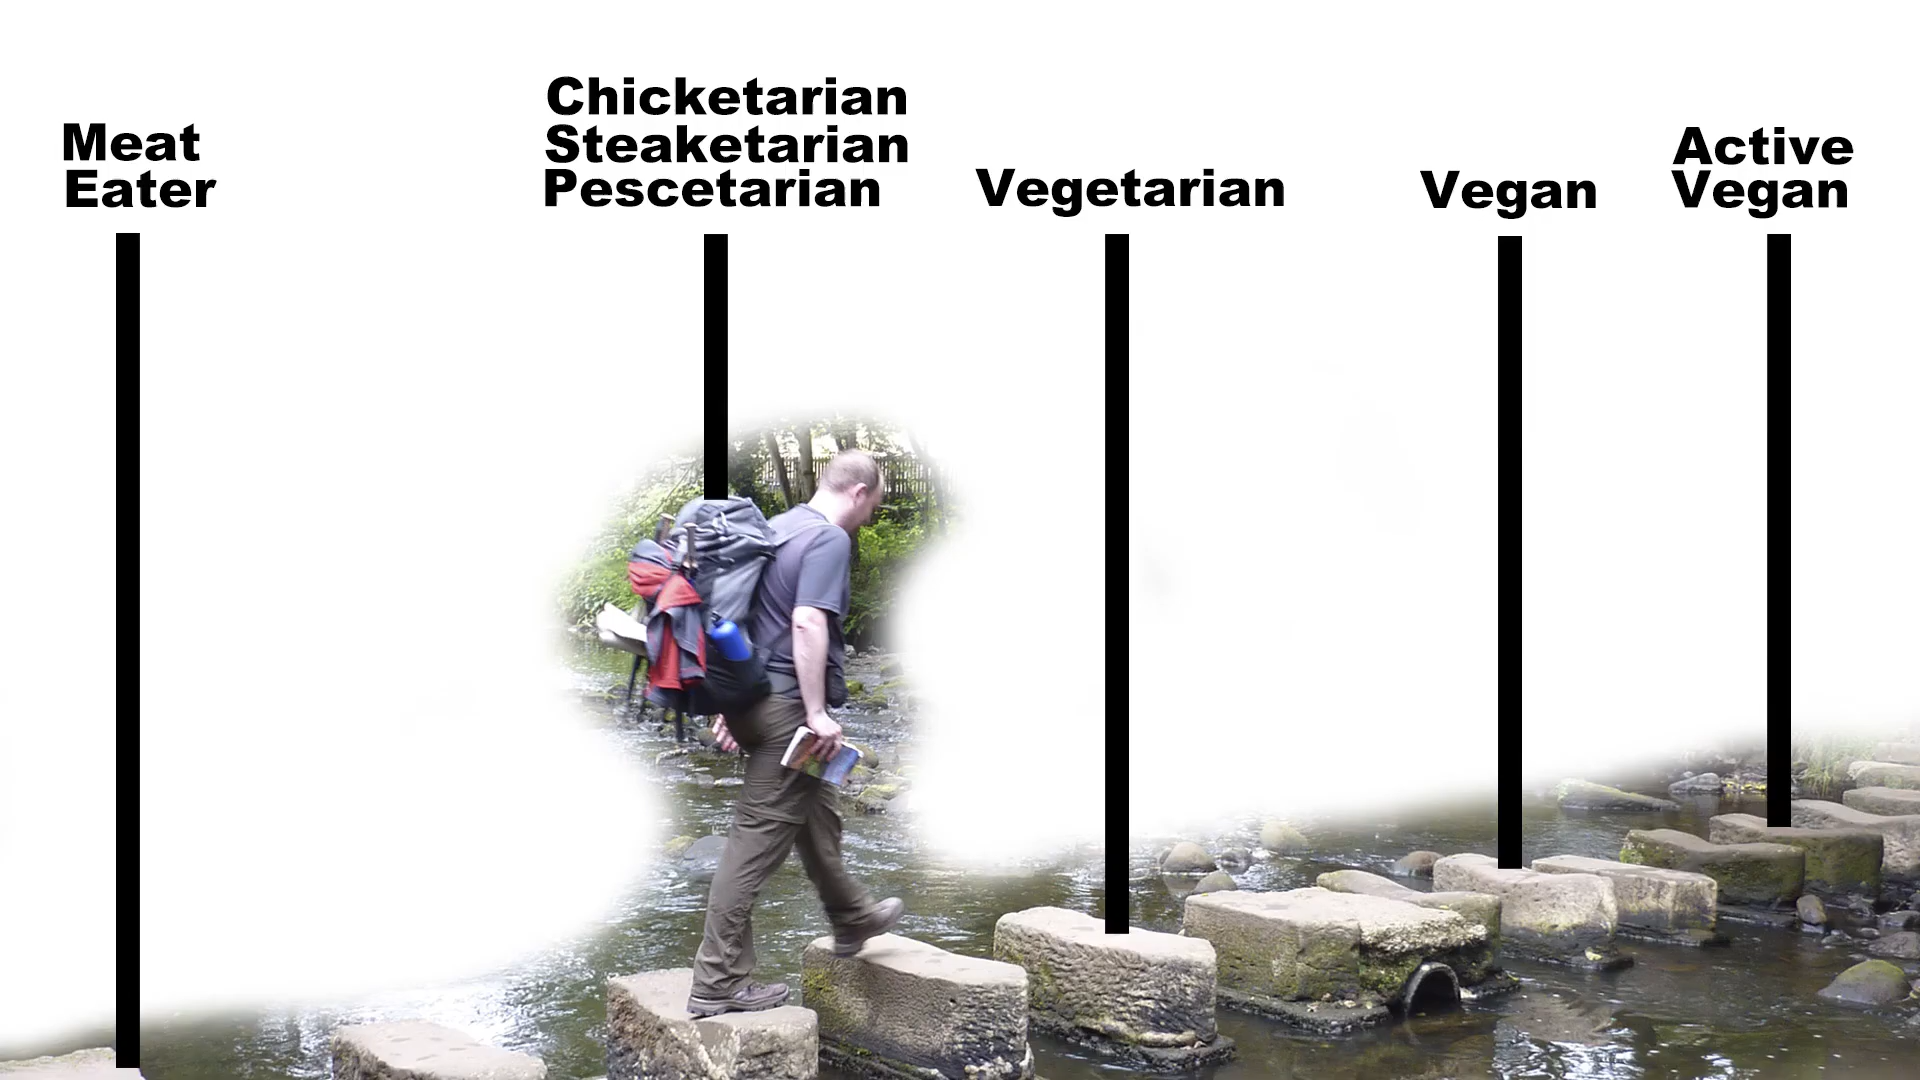 Meat
Eater
Chicketarian
Steaketarian
Pescetarian
Vegetarian
Vegan
Active
Vegan